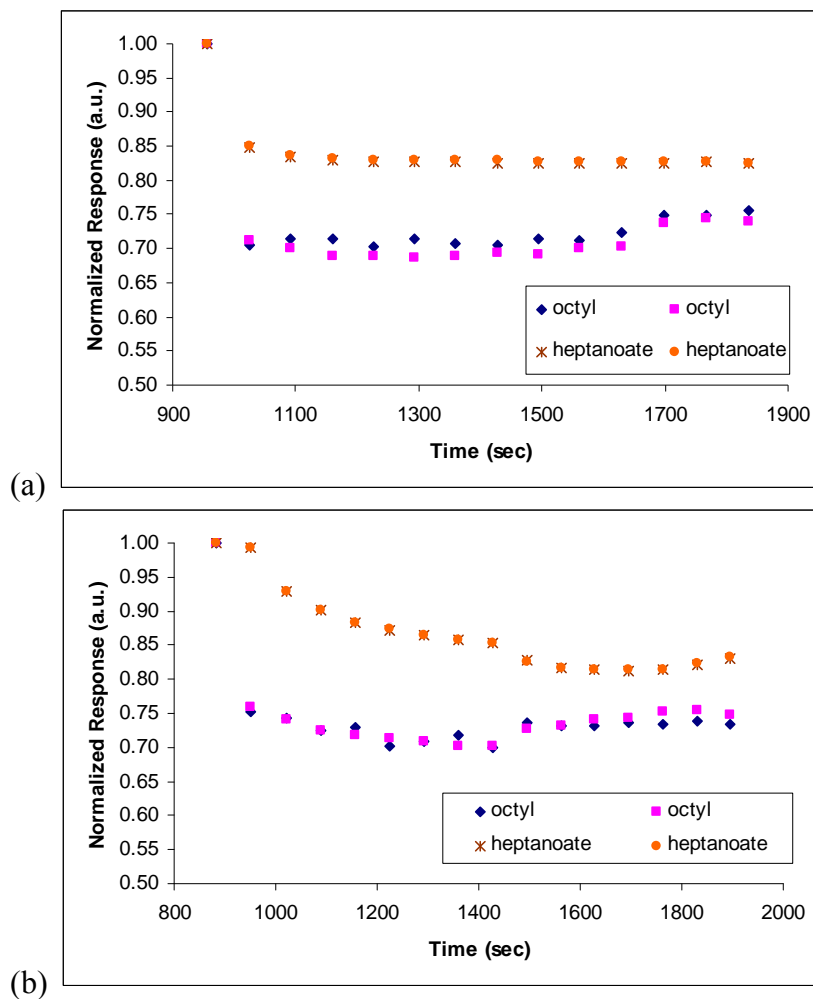 Normalized Response (a.u.)
1.00
0.95
0.90
0.85
0.80
0.75
0.70
0.65
0.60
0.55
0.50
octyl octyl
heptanoate heptanoate
900 1100 1300 1500 1700 1900
Time (sec)
(a)
Normalized Response (a.u.)
1.00
0.95
0.90
0.85
0.80
0.75
0.70
0.65
0.60
0.55
0.50
octyl octyl
heptanoate heptanoate
800 1000 1200 1400 1600 1800 2000
Time (sec)
(b)